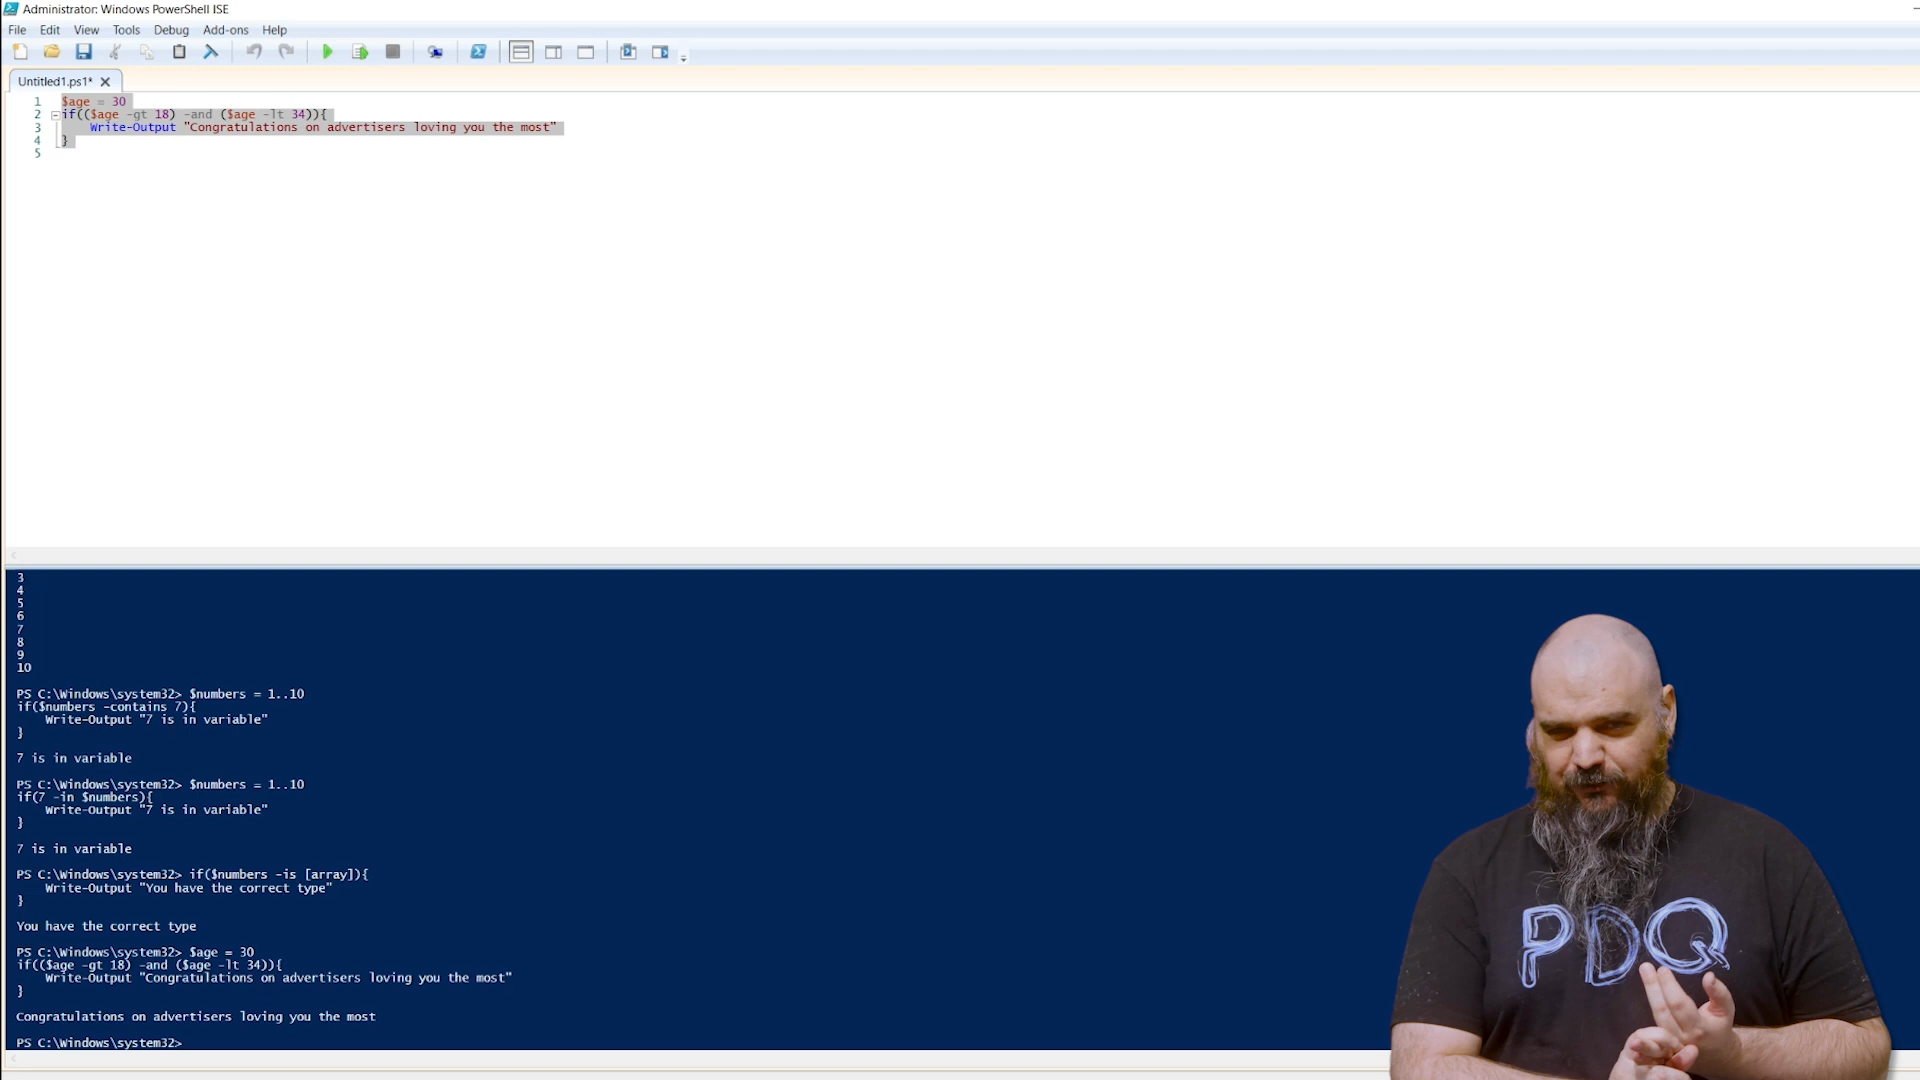 Administrator: Windows PowerShell ISE
File Edit View Tools Debug Add-ons Help
Untitled1.ps1*
1 $age = 30
2 if(($age -gt 18) -and ($age -lt 34)){
3 Write-Output "Congratulations on advertisers loving you the most"
4 }
5
3
4
5
6
7
8
9
10
PS C:\Windows\system32> $numbers = 1..10
if($numbers -contains 7){
Write-Output "7 is in variable"
}
7 is in variable
PS C:\Windows\system32> $numbers = 1..10
if(7 -in $numbers){
Write-Output "7 is in variable"
}
7 is in variable
PS C:\Windows\system32> if($numbers -is [array]){
Write-Output "You have the correct type"
}
You have the correct type
PS C:\Windows\system32> $age = 30
if(($age -gt 18) -and ($age -lt 34)){
Write-Output "Congratulations on advertisers loving you the most"
}
Congratulations on advertisers loving you the most
PS C:\Windows\system32>
PDQ